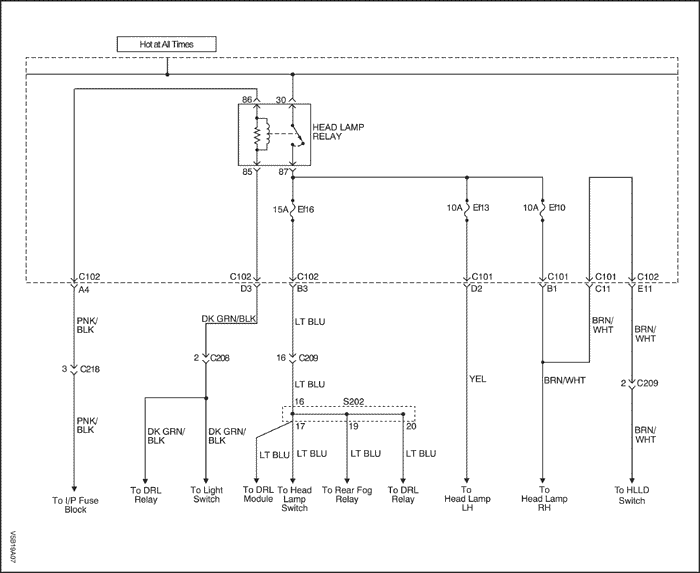 Hot at All Times
86 30
HEAD LAMP
RELAY
85 87
15A Ef16
10A Ef13
10A Ef10
C102 C102 C102 C101 C101 C101 C102
A4 D3 B3 D2 B1 C11 E11
PNK/
BLK
DK GRN/BLK
LT BLU
BRN/
WHT
BRN/
WHT
3 C218
2 C208
16 C209
2 C209
YEL
BRN/WHT
LT BLU
16 S202
17 19 20
PNK/
BLK
DK GRN/
BLK
DK GRN/
BLK
LT BLU
LT BLU
LT BLU
LT BLU
BRN/
WHT
To I/P Fuse
Block
To DRL
Relay
To Light
Switch
To DRL
Module
To Head
Lamp
Switch
To Rear Fog
Relay
To DRL
Relay
To
Head Lamp
LH
To
Head Lamp
RH
To HLLD
Switch